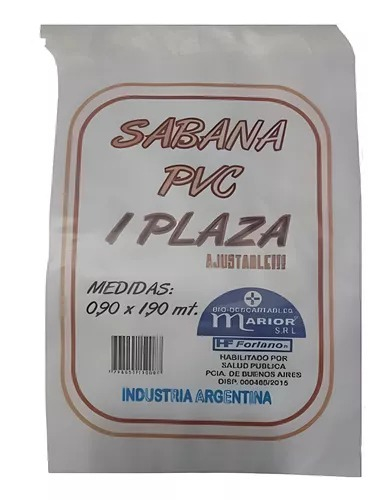 SABANA
PVC
1 PLAZA
AJUSTABLE!!!
MEDIDAS:
0,90 x 1,90 mt.
BIO-DESCARTABLES
MARIOR®
S.R.L
HF Forlano®
HABILITADO POR
SALUD PUBLICA
PCIA. DE BUENOS AIRES
DISP. 000465/2015
INDUSTRIA ARGENTINA